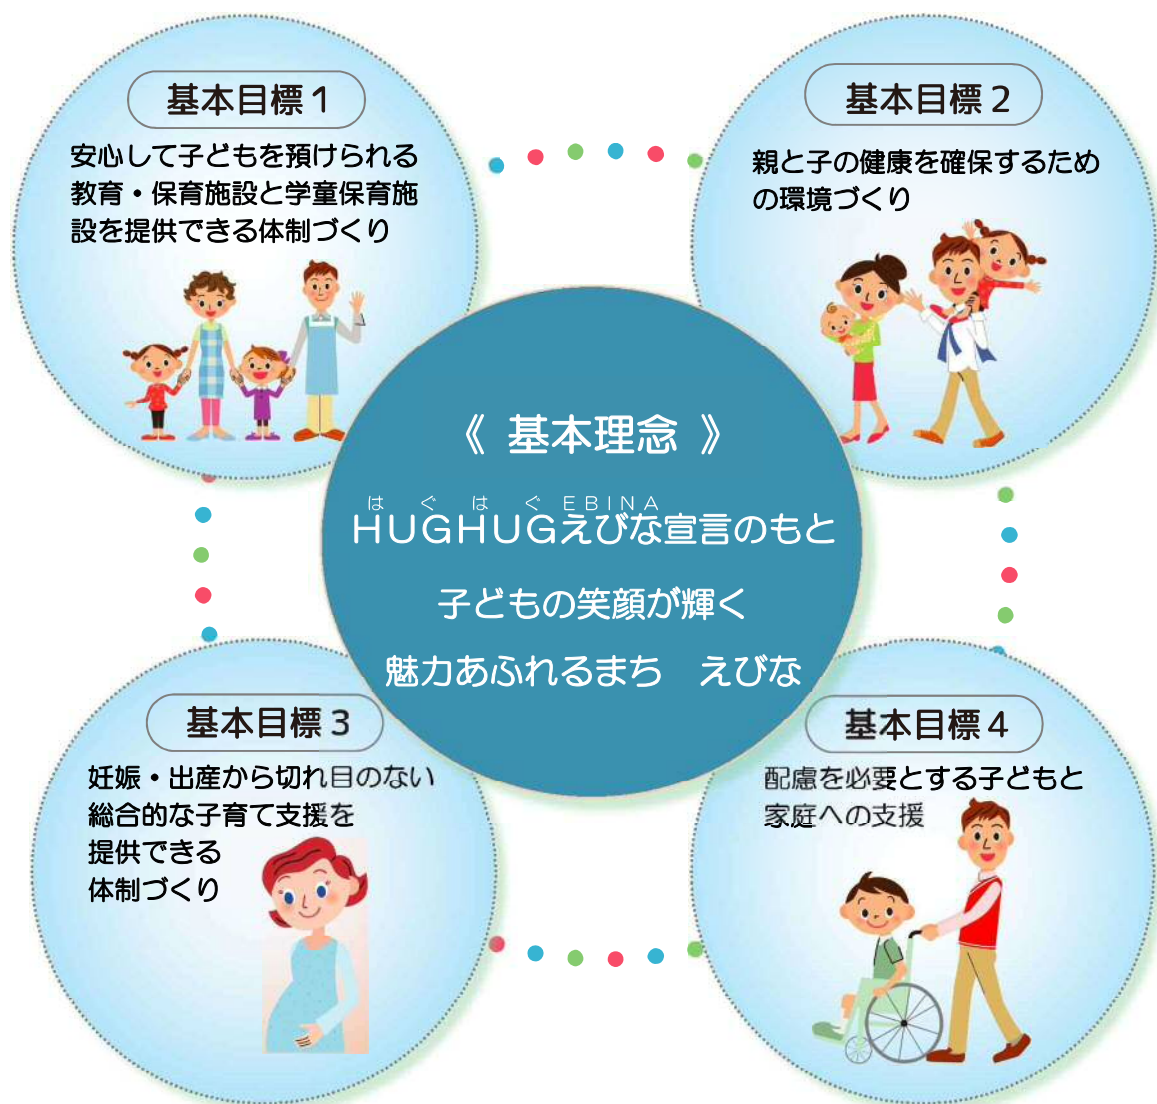 基本目標１
安心して子どもを預けられる
教育・保育施設と学童保育施
設を提供できる体制づくり
基本目標２
親と子の健康を確保するため
の環境づくり
《 基本理念 》
は ぐ は ぐ EBINA
HUGHUGえびな宣言のもと
子どもの笑顔が輝く
魅力あふれるまち　えびな
基本目標３
妊娠・出産から切れ目のない
総合的な子育て支援を
提供できる
体制づくり
基本目標４
配慮を必要とする子どもと
家庭への支援